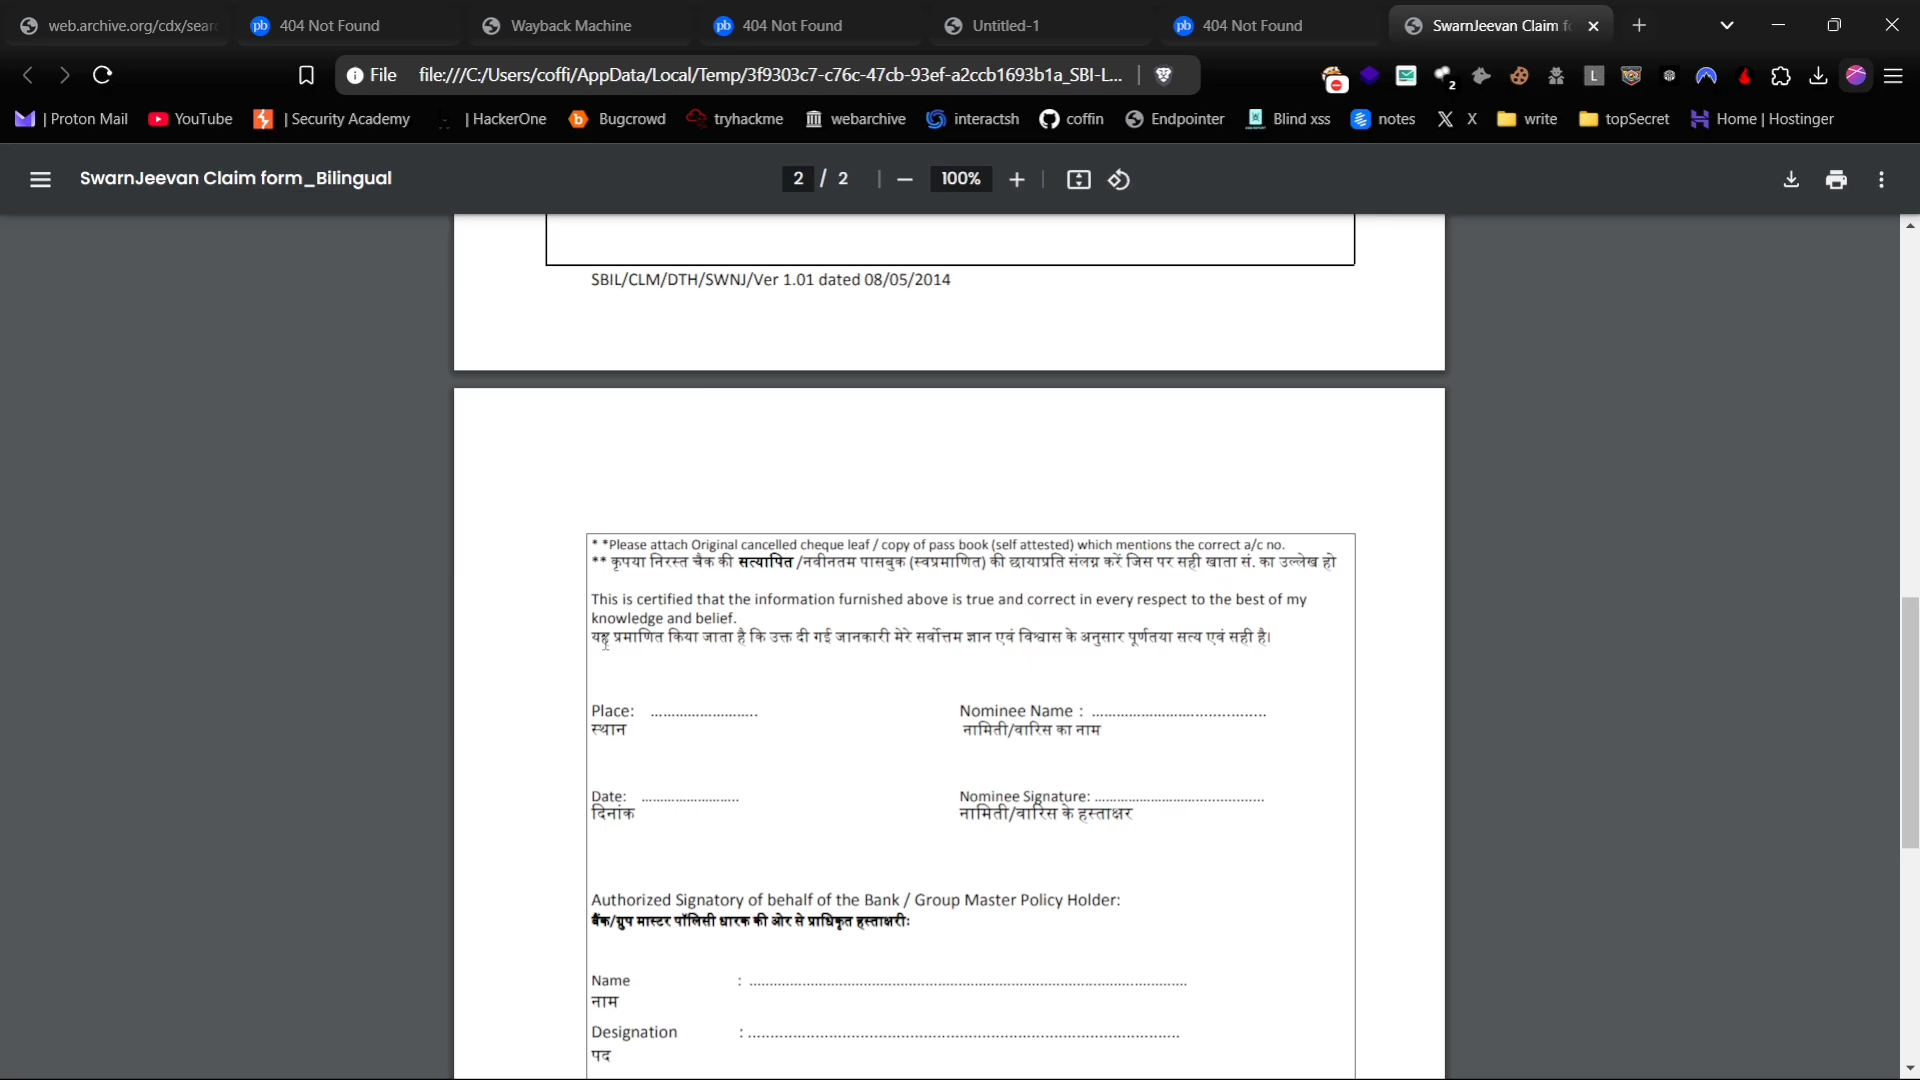 web.archive.org/cdx/sear
404 Not Found
Wayback Machine
404 Not Found
Untitled-1
404 Not Found
SwarnJeevan Claim f
File
file:///C:/Users/coffi/AppData/Local/Temp/3f9303c7-c76c-47cb-93ef-a2ccb1693b1a_SBI-L...
2
L
| Proton Mail
YouTube
| Security Academy
| HackerOne
Bugcrowd
tryhackme
webarchive
interactsh
coffin
Endpointer
Blind xss
notes
X
write
topSecret
Home | Hostinger
SwarnJeevan Claim form_Bilingual
2 / 2
100%
SBIL/CLM/DTH/SWNJ/Ver 1.01 dated 08/05/2014
* *Please attach Original cancelled cheque leaf / copy of pass book (self attested) which mentions the correct a/c no.
** कृपया निरस्त चैक की सत्यापित /नवीनतम पासबुक (स्वप्रमाणित) की छायाप्रति संलग्न करें जिस पर सही खाता सं. का उल्लेख हो
This is certified that the information furnished above is true and correct in every respect to the best of my
knowledge and belief.
यह प्रमाणित किया जाता है कि उक्त दी गई जानकारी मेरे सर्वोत्तम ज्ञान एवं विश्वास के अनुसार पूर्णतया सत्य एवं सही है।
Place: ..........................
Nominee Name : ..........................................
स्थान
नामिती/वारिस का नाम
Date: ........................
Nominee Signature: .........................................
दिनांक
नामिती/वारिस के हस्ताक्षर
Authorized Signatory of behalf of the Bank / Group Master Policy Holder:
बैंक/ग्रुप मास्टर पॉलिसी धारक की ओर से प्राधिकृत हस्ताक्षरी:
Name : ..........................................................................................................
नाम
Designation : .........................................................................................................
पद